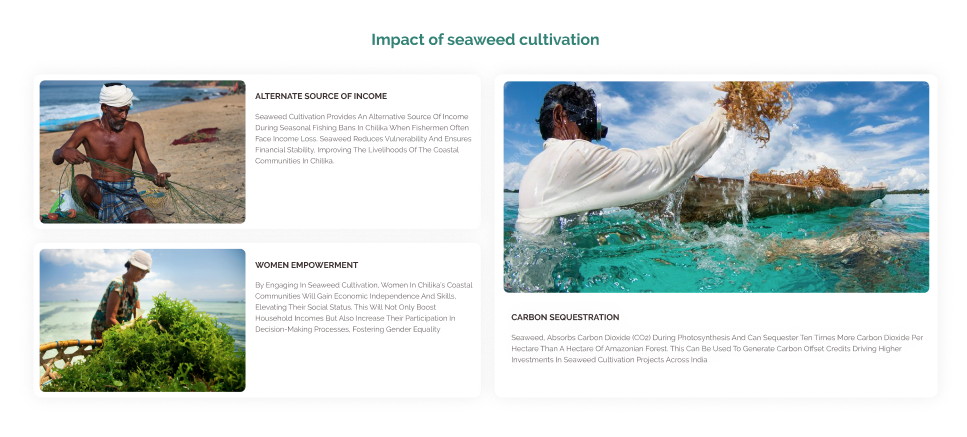 Impact of seaweed cultivation
ALTERNATE SOURCE OF INCOME
Seaweed Cultivation Provides An Alternative Source Of Income
During Seasonal Fishing Bans In Chilika When Fishermen Often
Face Income Loss. Seaweed Reduces Vulnerability And Ensures
Financial Stability, Improving The Livelihoods Of The Coastal
Communities In Chilika.
WOMEN EMPOWERMENT
By Engaging In Seaweed Cultivation, Women In Chilika's Coastal
Communities Will Gain Economic Independence And Skills,
Elevating Their Social Status. This Will Not Only Boost
Household Incomes But Also Increase Their Participation In
Decision-Making Processes, Fostering Gender Equality
CARBON SEQUESTRATION
Seaweed, Absorbs Carbon Dioxide (CO2) During Photosynthesis And Can Sequester Ten Times More Carbon Dioxide Per
Hectare Than A Hectare Of Amazonian Forest. This Can Be Used To Generate Carbon Offset Credits Driving Higher
Investments In Seaweed Cultivation Projects Across India